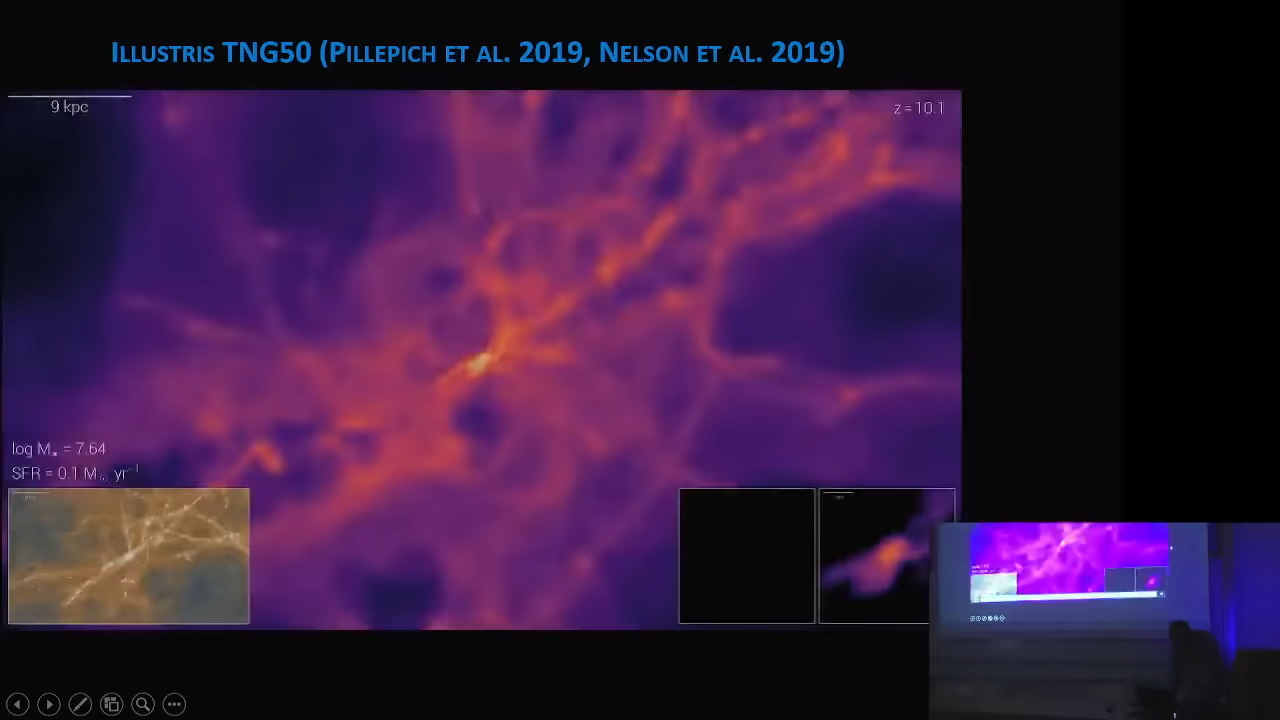 ILLUSTRIS TNG50 (PILLEPICH ET AL. 2019, NELSON ET AL. 2019)
9 kpc
z = 10.1
log M⋆ = 7.64
SFR = 0.1 M☉ yr⁻¹